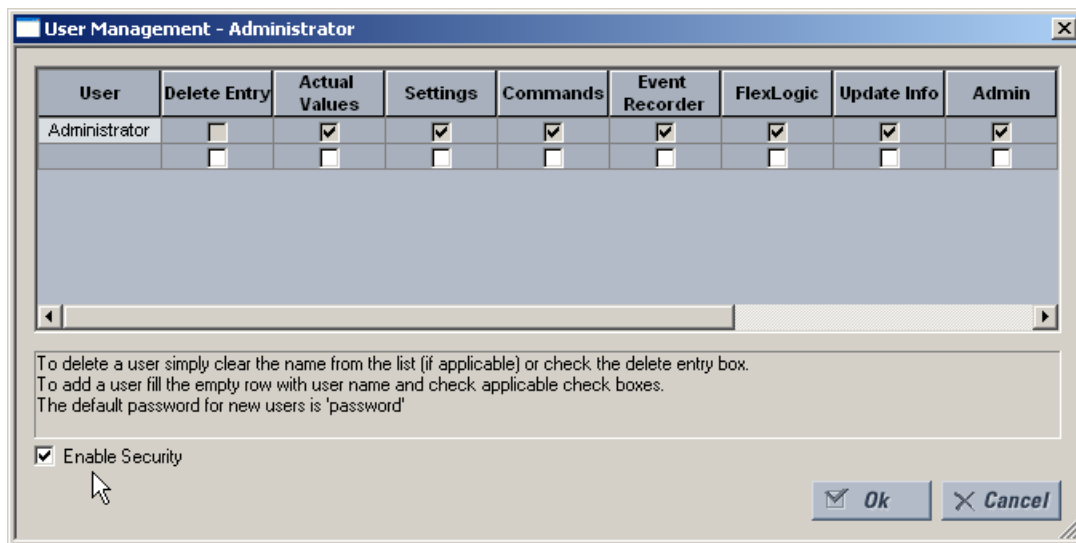 User Management - Administrator
User Delete Entry Actual Values Settings Commands Event Recorder FlexLogic Update Info Admin
Administrator
To delete a user simply clear the name from the list (if applicable) or check the delete entry box.
To add a user fill the empty row with user name and check applicable check boxes.
The default password for new users is 'password'
Enable Security
Ok Cancel